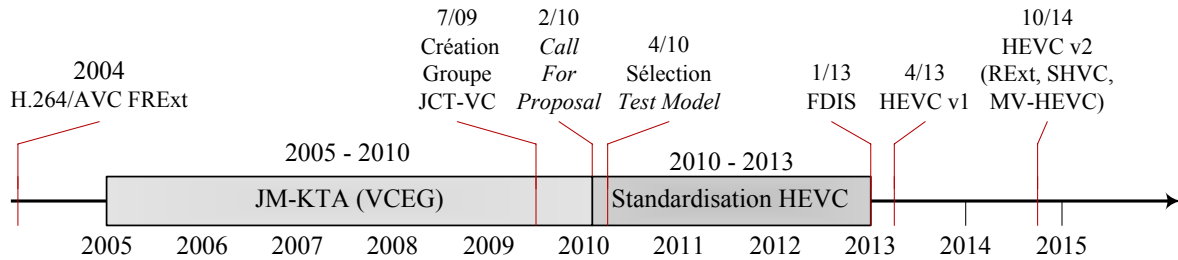 2004
H.264/AVC FRExt
7/09
Création
Groupe
JCT-VC
2/10
Call
For
Proposal
4/10
Sélection
Test Model
1/13
FDIS
4/13
HEVC v1
10/14
HEVC v2
(RExt, SHVC,
MV-HEVC)
2005 - 2010
2010 - 2013
JM-KTA (VCEG)
Standardisation HEVC
2005 2006 2007 2008 2009 2010 2011 2012 2013 2014 2015